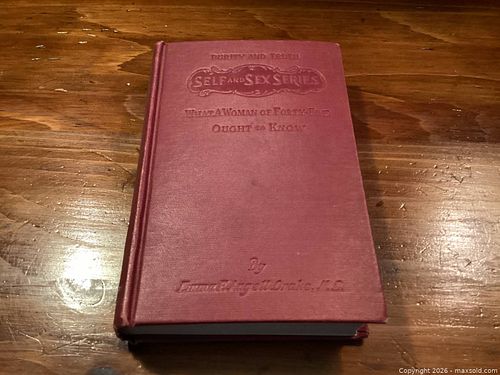 PURITY AND TRUTH
SELF AND SEX SERIES
WHAT A WOMAN OF FORTY-FIVE
OUGHT TO KNOW
By
Emma F. Angell Drake, M.D.
Copyright 2026 - maxsold.com